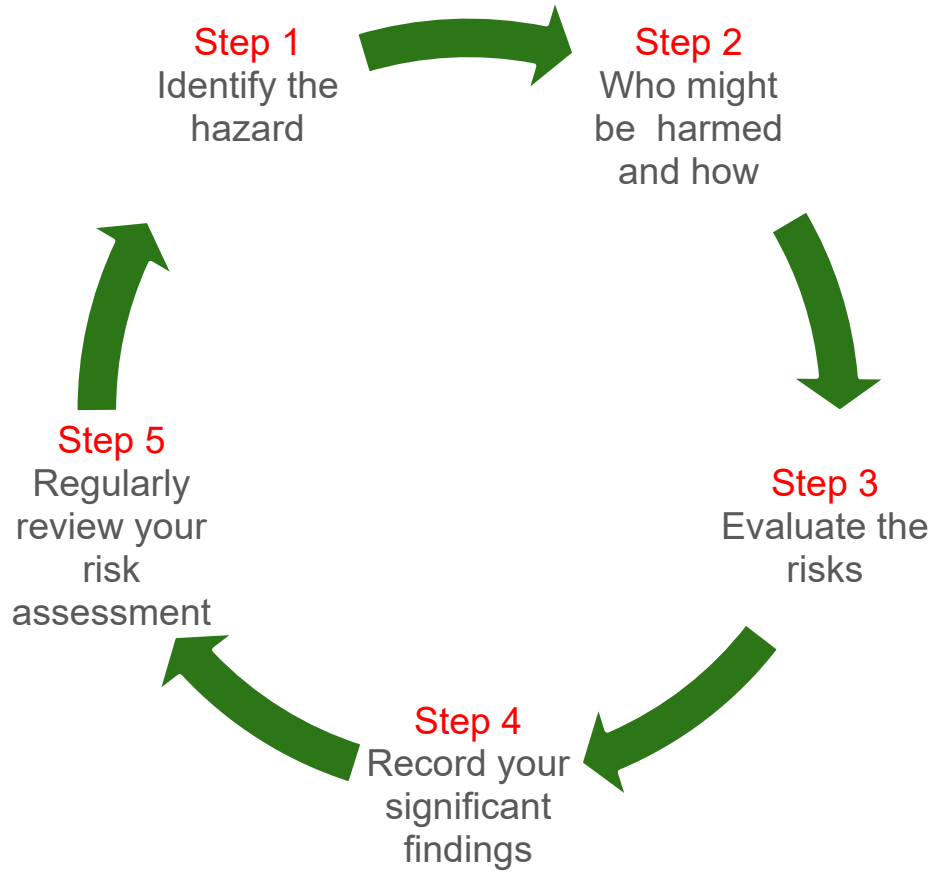 Step 1
Identify the
hazard
Step 2
Who might
be  harmed
and how
Step 3
Evaluate the
risks
Step 4
Record your
significant
findings
Step 5
Regularly
review your
risk
assessment